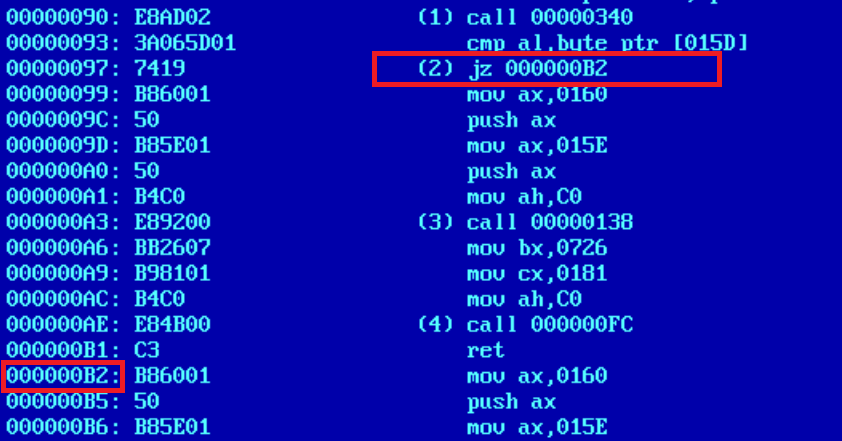 00000090: E8AD02 (1) call 00000340
00000093: 3A065D01 cmp al,byte ptr [015D]
00000097: 7419 (2) jz 000000B2
00000099: B86001 mov ax,0160
0000009C: 50 push ax
0000009D: B85E01 mov ax,015E
000000A0: 50 push ax
000000A1: B4C0 mov ah,C0
000000A3: E89200 (3) call 00000138
000000A6: BB2607 mov bx,0726
000000A9: B98101 mov cx,0181
000000AC: B4C0 mov ah,C0
000000AE: E84B00 (4) call 000000FC
000000B1: C3 ret
000000B2: B86001 mov ax,0160
000000B5: 50 push ax
000000B6: B85E01 mov ax,015E